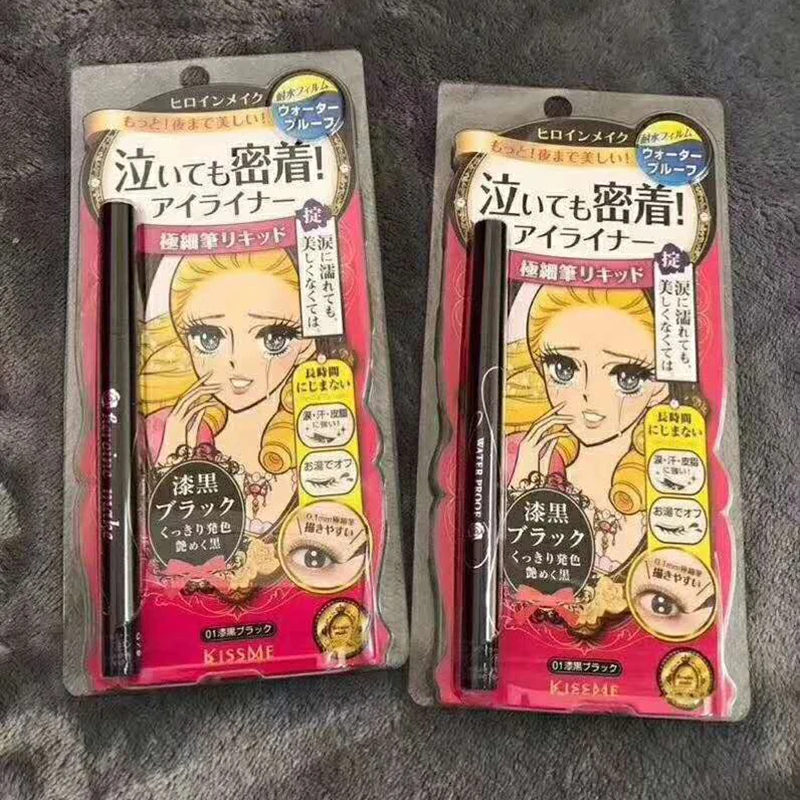 ヒロインメイク
もっと!夜まで美しい!
耐水フィルム
ウォーター
プルーフ
泣いても密着!
アイライナー
極細筆リキッド
掟
涙に濡れても、
美しくなくては。
長時間
にじまない
涙・汗・皮脂
に強い!
お湯でオフ
0.1mm極細筆
描きやすい
漆黒
ブラック
くっきり発色
艶めく黒
heroine make
01漆黒ブラック
KISSME
ヒロインメイク
もっと!夜まで美しい!
耐水フィルム
ウォーター
プルーフ
泣いても密着!
アイライナー
極細筆リキッド
掟
涙に濡れても、
美しくなくては
長時間
にじまない
涙・汗・皮脂
に強い!
お湯でオフ
0.1mm極細筆
描きやすい
WATER PROOF
漆黒
ブラック
くっきり発色
艶めく黒
01漆黒ブラック
KISSME